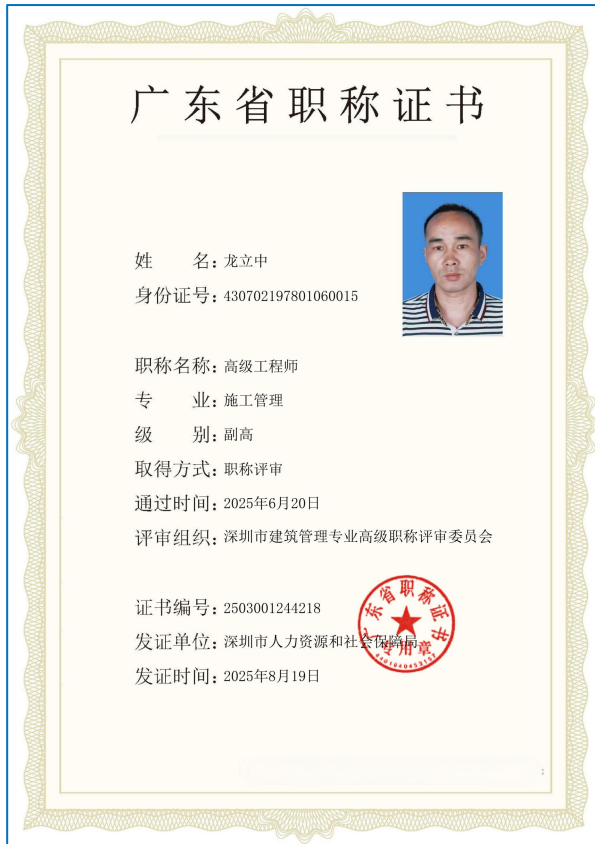 广东省职称证书
姓 名: 龙立中
身份证号: 430702197801060015
职称名称: 高级工程师
专 业: 施工管理
级 别: 副高
取得方式: 职称评审
通过时间: 2025年6月20日
评审组织: 深圳市建筑管理专业高级职称评审委员会
证书编号: 2503001244218
发证单位: 深圳市人力资源和社会保障局
发证时间: 2025年8月19日
广东省职称证书
专用章